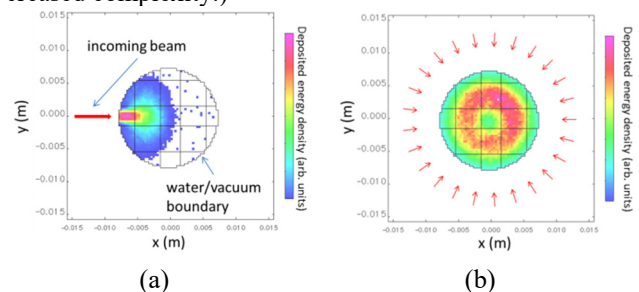 creased complexity.)
0.015
0.010
0.005
0.000
−0.005
−0.010
−0.015
y (m)
incoming beam
water/vacuum
boundary
−0.015 −0.010 −0.005 0.000 0.005 0.010 0.015
x (m)
Deposited energy density (arb. units)
(a)
0.015
0.010
0.005
0.000
−0.005
−0.010
−0.015
y (m)
−0.015 −0.010 −0.005 0.000 0.005 0.010 0.015
x (m)
Deposited energy density (arb. units)
(b)